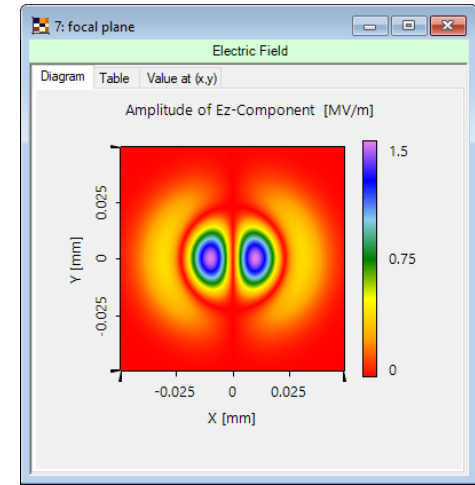 7: focal plane
Electric Field
Diagram Table Value at (x,y)
Amplitude of Ez-Component [MV/m]
1.5
0.025
0.75
0
Y [mm]
-0.025
0
-0.025 0 0.025
X [mm]